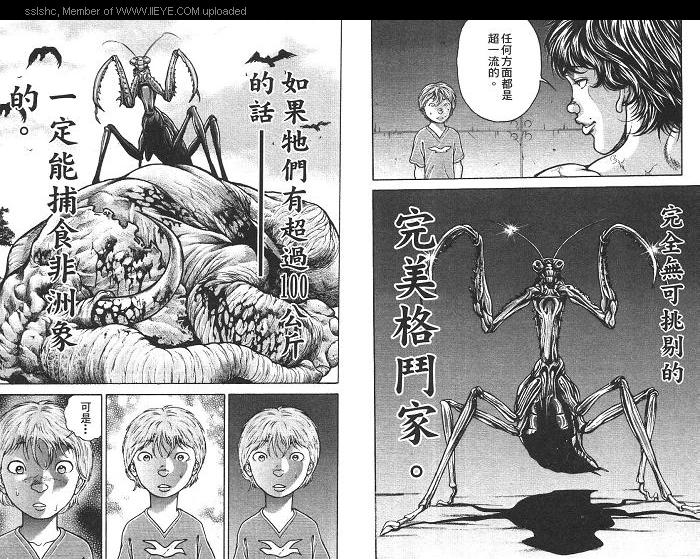 sslshc, Member of WWW.IIEYE.COM uploaded
任何方面都是
超一流的。
完全無可挑剔的
完美格鬥家。
如果牠們有超過100公斤
的話——
一定能捕食非洲象
的。
可是…